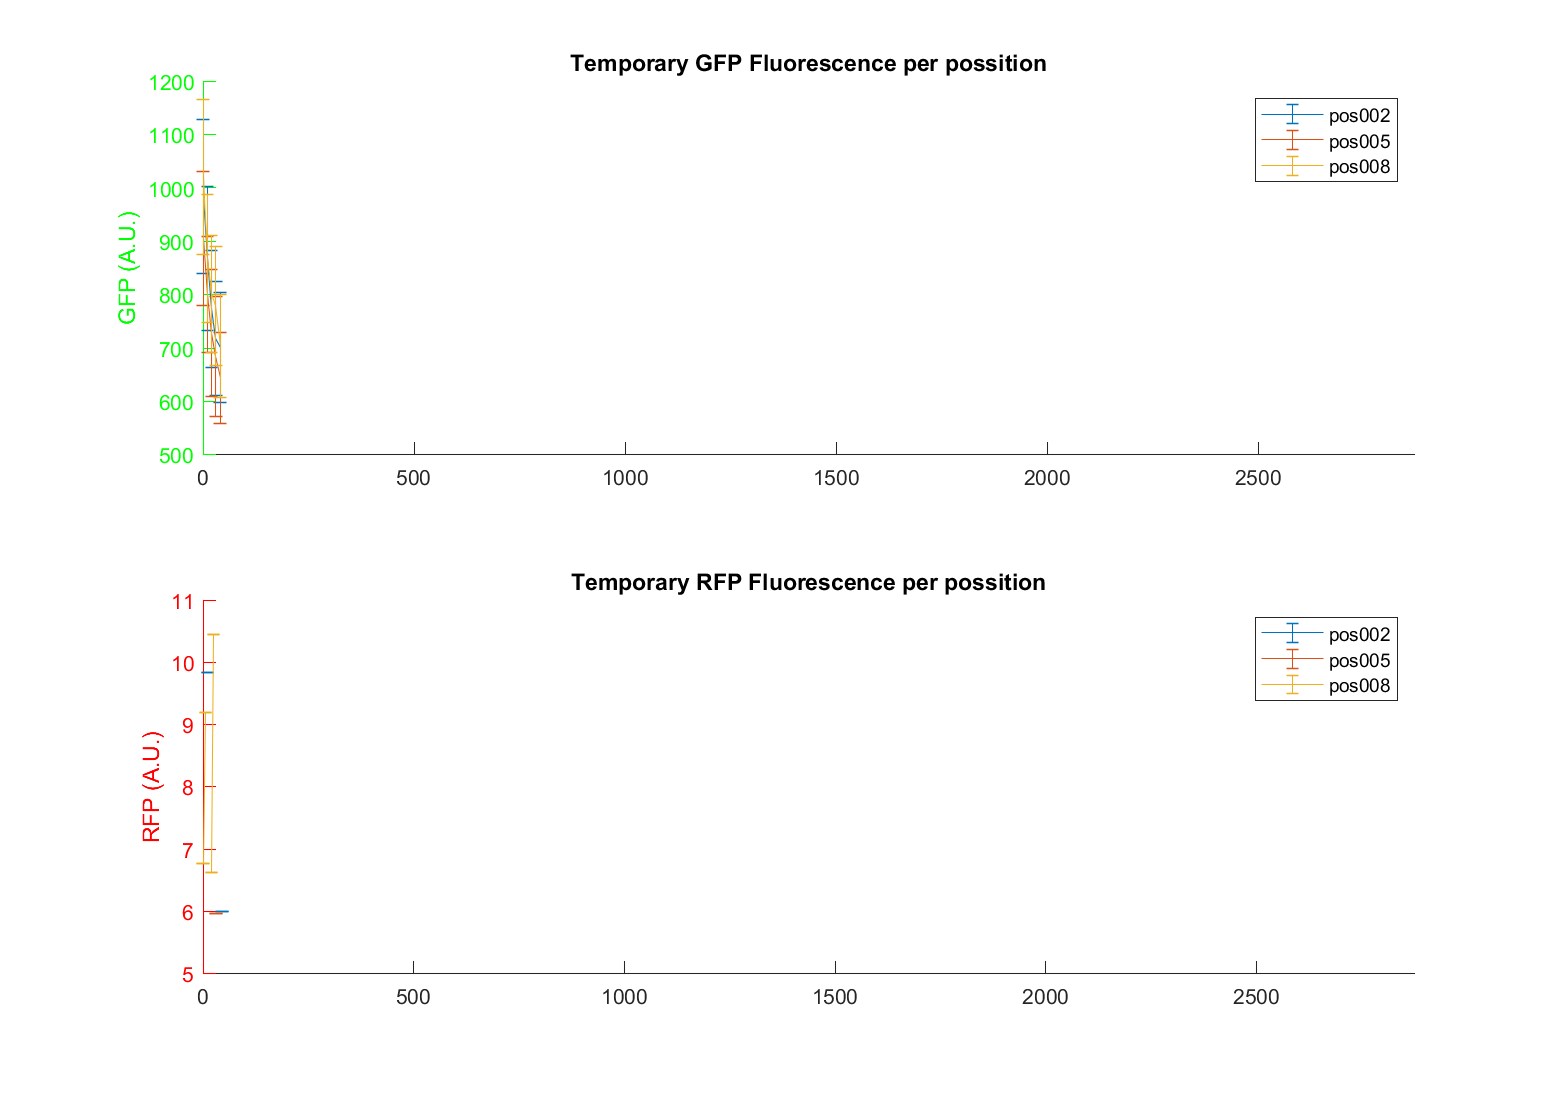 Temporary GFP Fluorescence per possition
1200
1100
1000
900
800
700
600
500
GFP (A.U.)
pos002
pos005
pos008
0 500 1000 1500 2000 2500
Temporary RFP Fluorescence per possition
11
10
9
8
7
6
5
RFP (A.U.)
pos002
pos005
pos008
0 500 1000 1500 2000 2500